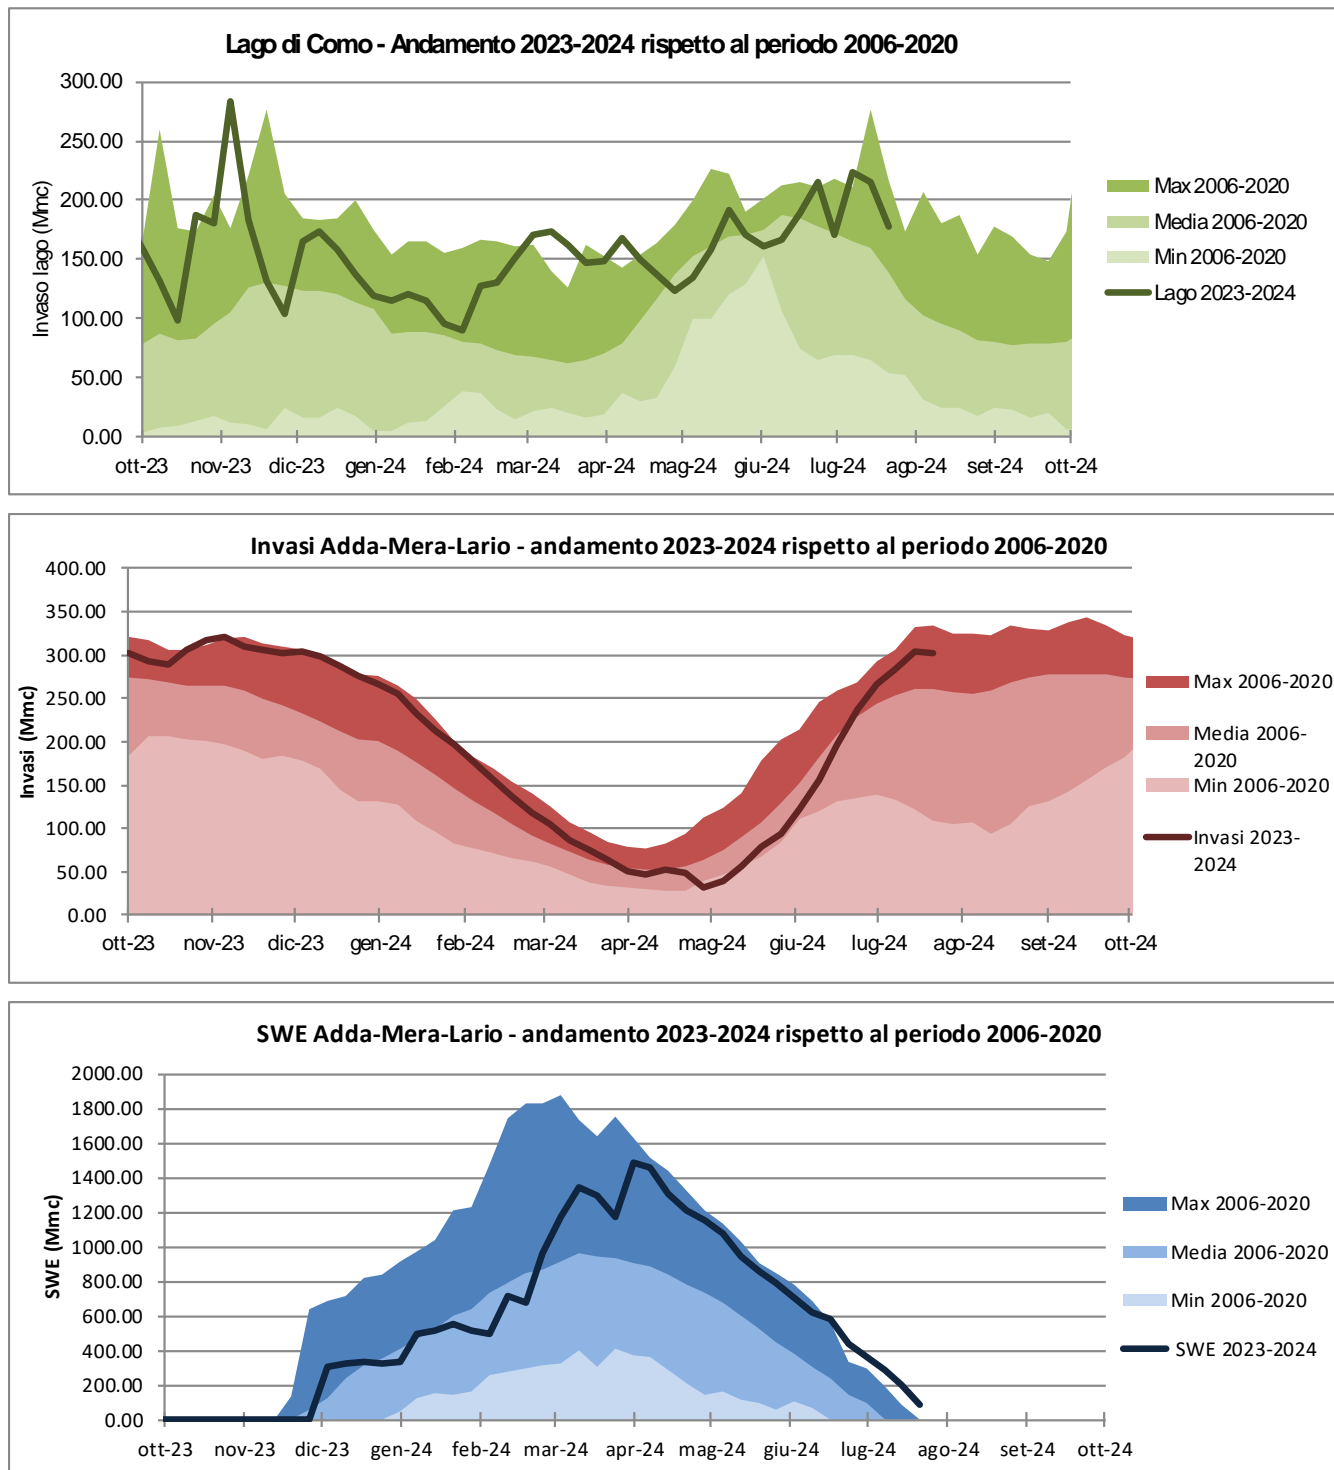 Lago di Como - Andamento 2023-2024 rispetto al periodo 2006-2020
300.00
250.00
200.00
150.00
100.00
50.00
0.00
Invaso lago (Mmc)
ott-23 nov-23 dic-23 gen-24 feb-24 mar-24 apr-24 mag-24 giu-24 lug-24 ago-24 set-24 ott-24
Max 2006-2020
Media 2006-2020
Min 2006-2020
Lago 2023-2024
Invasi Adda-Mera-Lario - andamento 2023-2024 rispetto al periodo 2006-2020
400.00
350.00
300.00
250.00
200.00
150.00
100.00
50.00
0.00
Invasi (Mmc)
ott-23 nov-23 dic-23 gen-24 feb-24 mar-24 apr-24 mag-24 giu-24 lug-24 ago-24 set-24 ott-24
Max 2006-2020
Media 2006-
2020
Min 2006-2020
Invasi 2023-
2024
SWE Adda-Mera-Lario - andamento 2023-2024 rispetto al periodo 2006-2020
2000.00
1800.00
1600.00
1400.00
1200.00
1000.00
800.00
600.00
400.00
200.00
0.00
SWE (Mmc)
ott-23 nov-23 dic-23 gen-24 feb-24 mar-24 apr-24 mag-24 giu-24 lug-24 ago-24 set-24 ott-24
Max 2006-2020
Media 2006-2020
Min 2006-2020
SWE 2023-2024